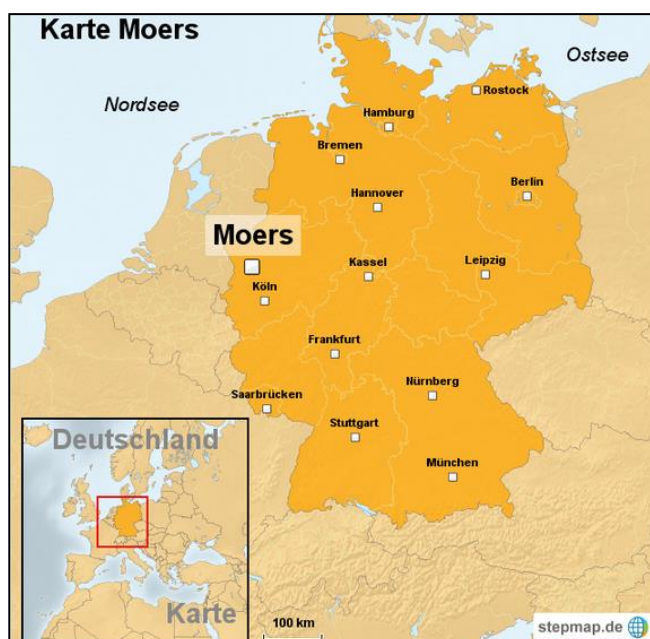 Karte Moers
Ostsee
Nordsee
Rostock
Hamburg
Bremen
Berlin
Hannover
Moers
Kassel
Leipzig
Köln
Frankfurt
Saarbrücken
Nürnberg
Stuttgart
München
Deutschland
Karte
100 km
stepmap.de